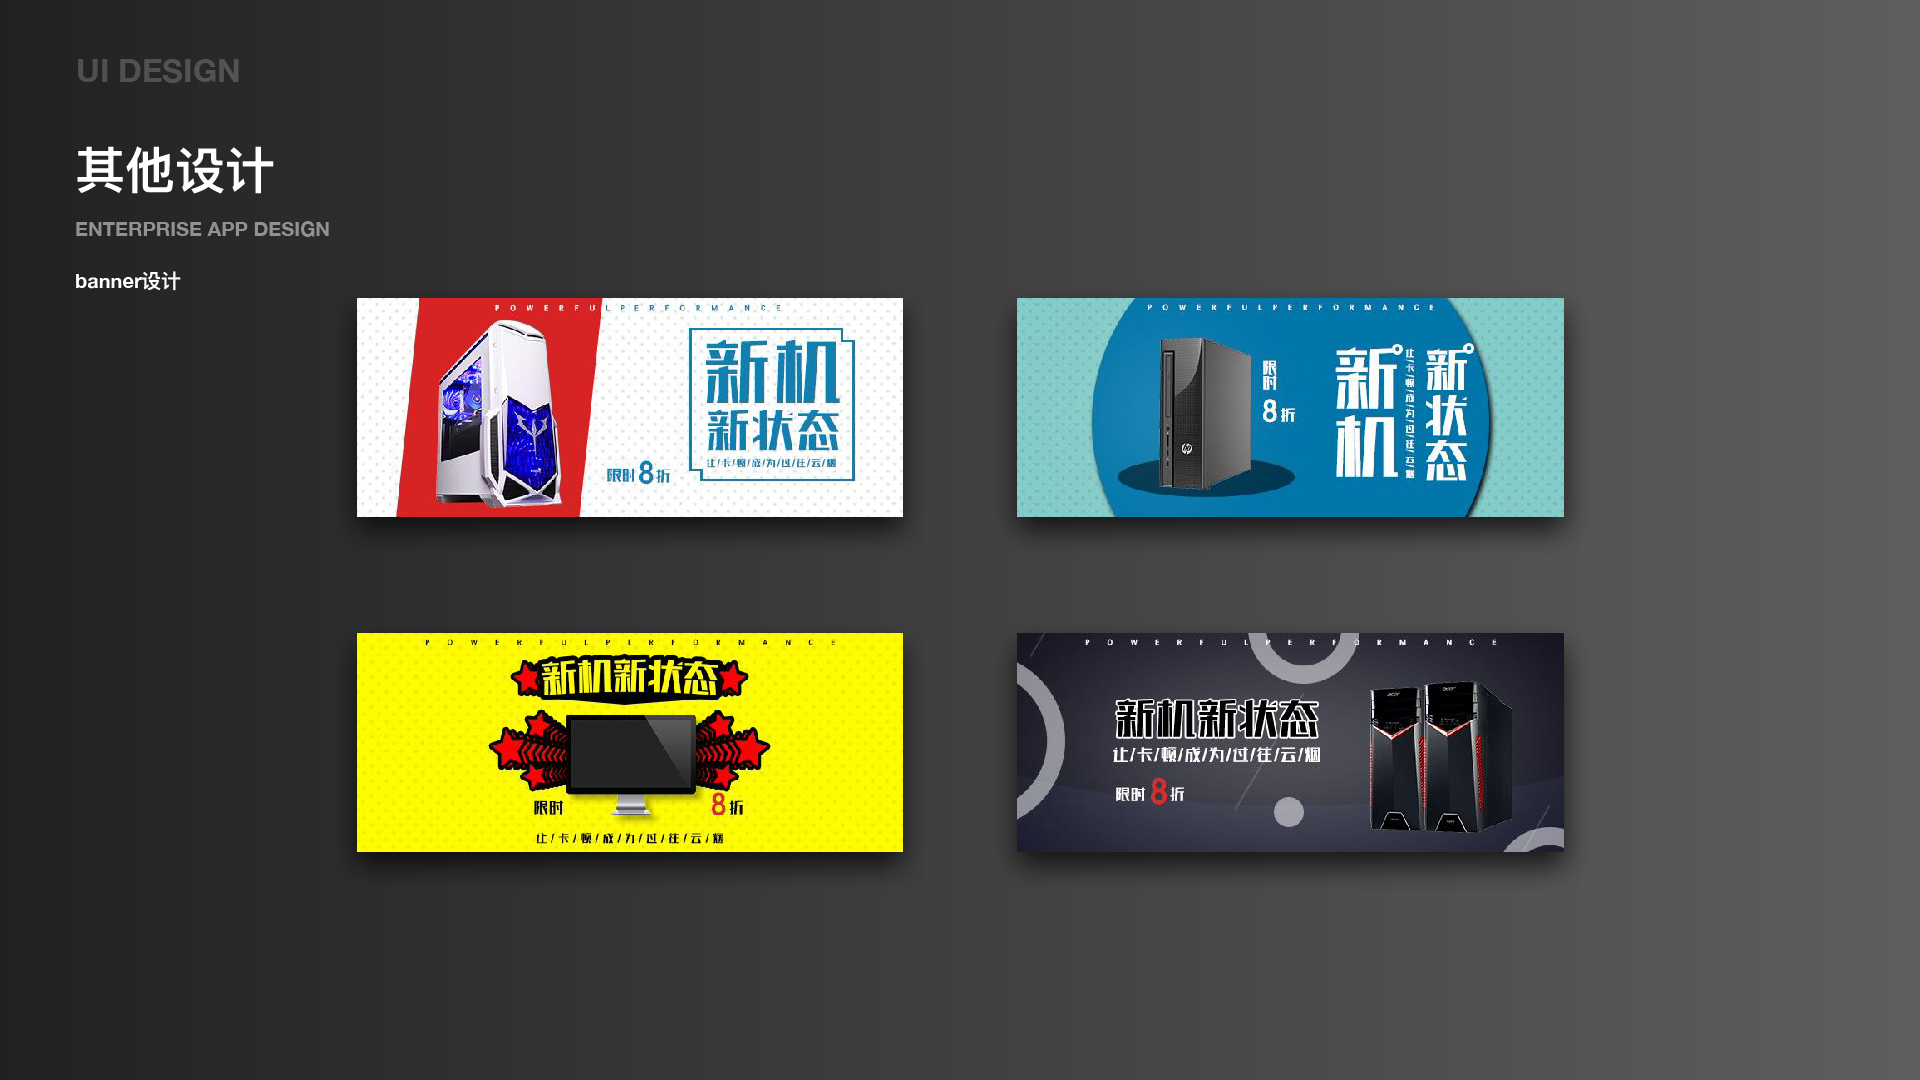 UI DESIGN
其他设计
ENTERPRISE APP DESIGN
banner设计
POWERFULPERFORMANCE
新机
新状态
让/卡/顿/成/为/过/往/云/烟
限时8折
POWERFULPERFORMANCE
限时
8折
新机
让/卡/顿/成/为/过/往/云/烟
新状态
POWERFULPERFORMANCE
新机新状态
限时 8折
让/卡/顿/成/为/过/往/云/烟
POWERFULPERFORMANCE
新机新状态
让/卡/顿/成/为/过/往/云/烟
限时8折
acer acer
hp